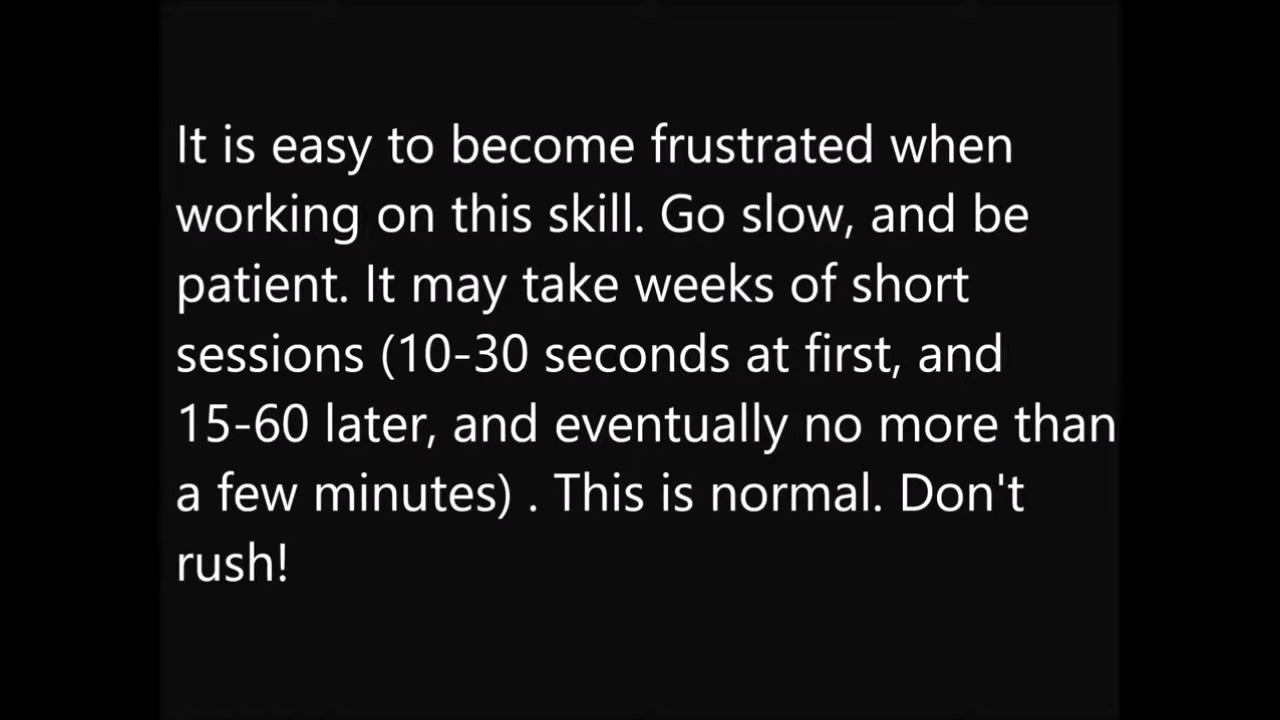 It is easy to become frustrated when
working on this skill. Go slow, and be
patient. It may take weeks of short
sessions (10-30 seconds at first, and
15-60 later, and eventually no more than
a few minutes) . This is normal. Don't
rush!